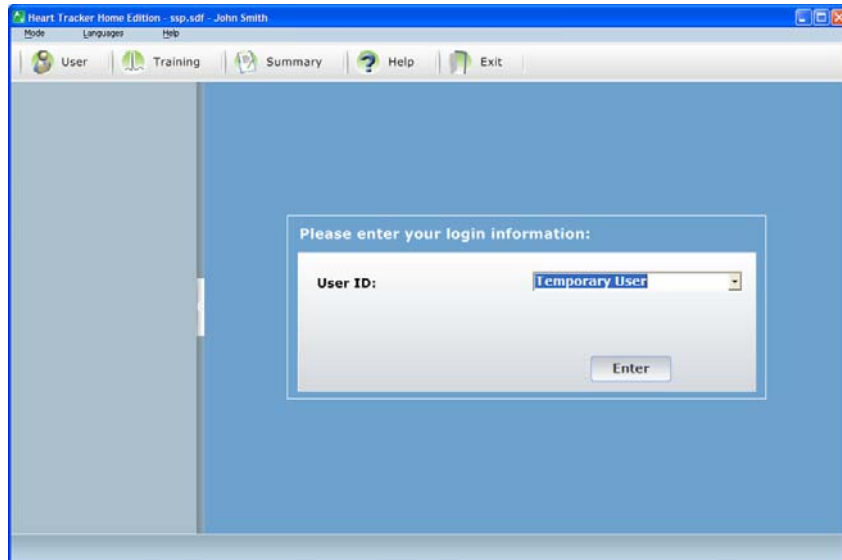 Heart Tracker Home Edition - ssp.sdf - John Smith
Mode Languages Help
User Training Summary Help Exit
Please enter your login information:
User ID: Temporary User
Enter